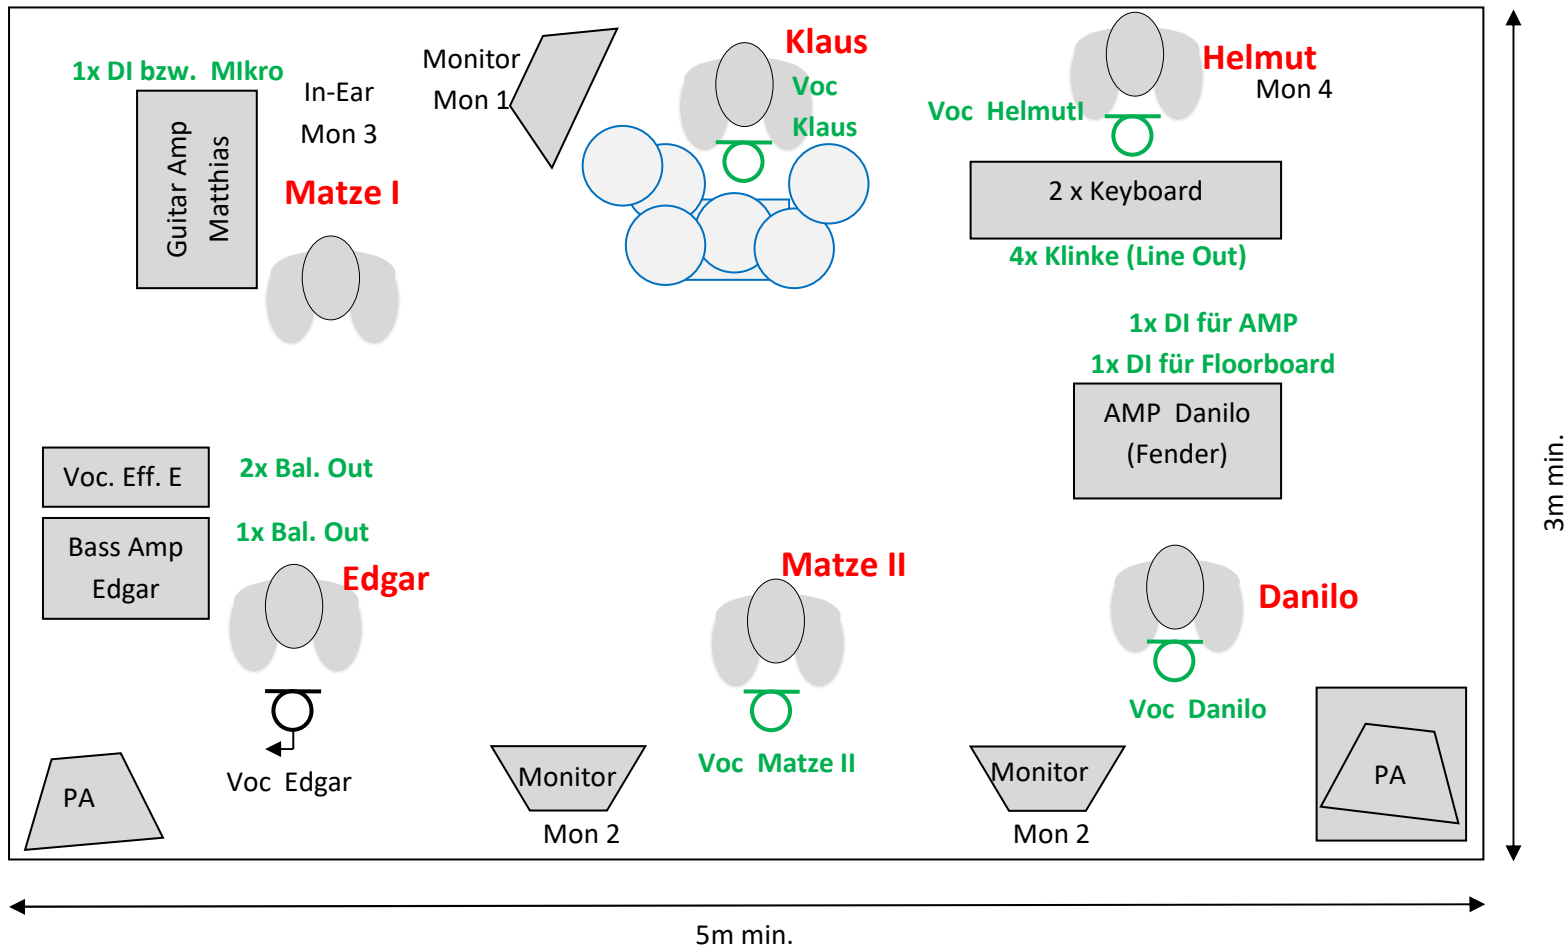 Monitor
Mon 1
Klaus
Voc
Klaus
Helmut
Mon 4
Voc HelmutI
1x DI bzw. MIkro
In-Ear
Mon 3
Guitar Amp
Matthias
Matze I
2 x Keyboard
4x Klinke (Line Out)
1x DI für AMP
1x DI für Floorboard
AMP Danilo
(Fender)
Voc. Eff. E
2x Bal. Out
Bass Amp
Edgar
1x Bal. Out
Edgar
Matze II
Danilo
Voc Danilo
Voc Edgar
Voc Matze II
PA
Monitor
Mon 2
Monitor
Mon 2
PA
3m min.
5m min.